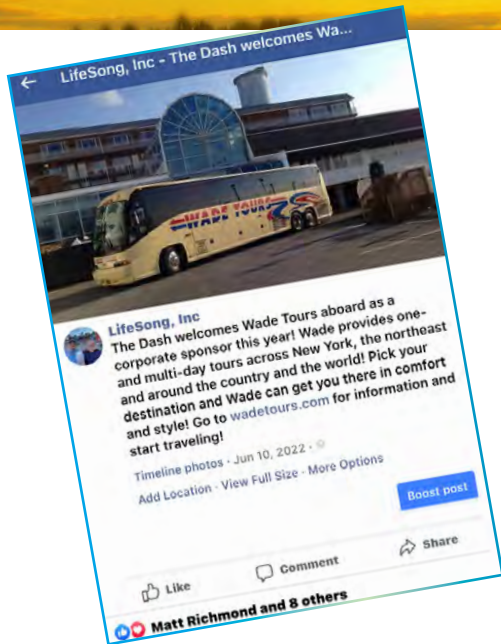 LifeSong, Inc - The Dash welcomes Wa...
WADE TOURS
LifeSong, Inc
The Dash welcomes Wade Tours aboard as a
corporate sponsor this year! Wade provides one-
and multi-day tours across New York, the northeast
and around the country and the world! Pick your
destination and Wade can get you there in comfort
and style! Go to wadetours.com for information and
start traveling!
Timeline photos · Jun 10, 2022 ·
Add Location · View Full Size · More Options
Boost post
Like
Comment
Share
Matt Richmond and 8 others